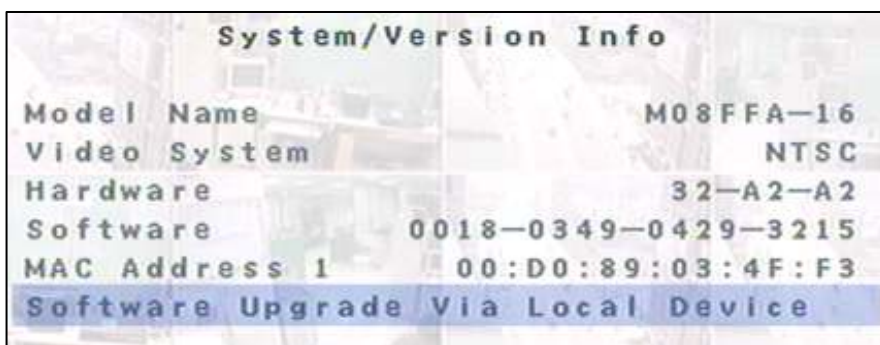 System/Version Info
Model Name M08FFA—16
Video System NTSC
Hardware 32—A2—A2
Software 0018—0349—0429—3215
MAC Address 1 00:D0:89:03:4F:F3
Software Upgrade Via Local Device